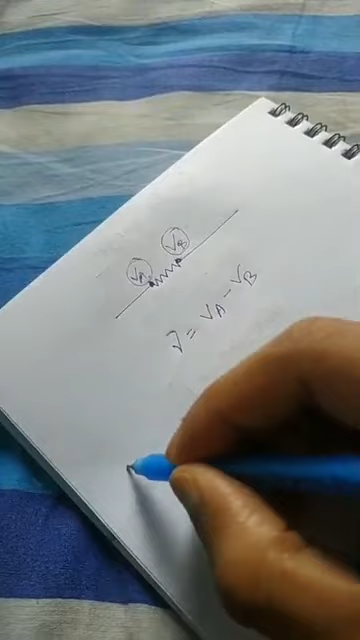 VA
VB
V = VA - VB